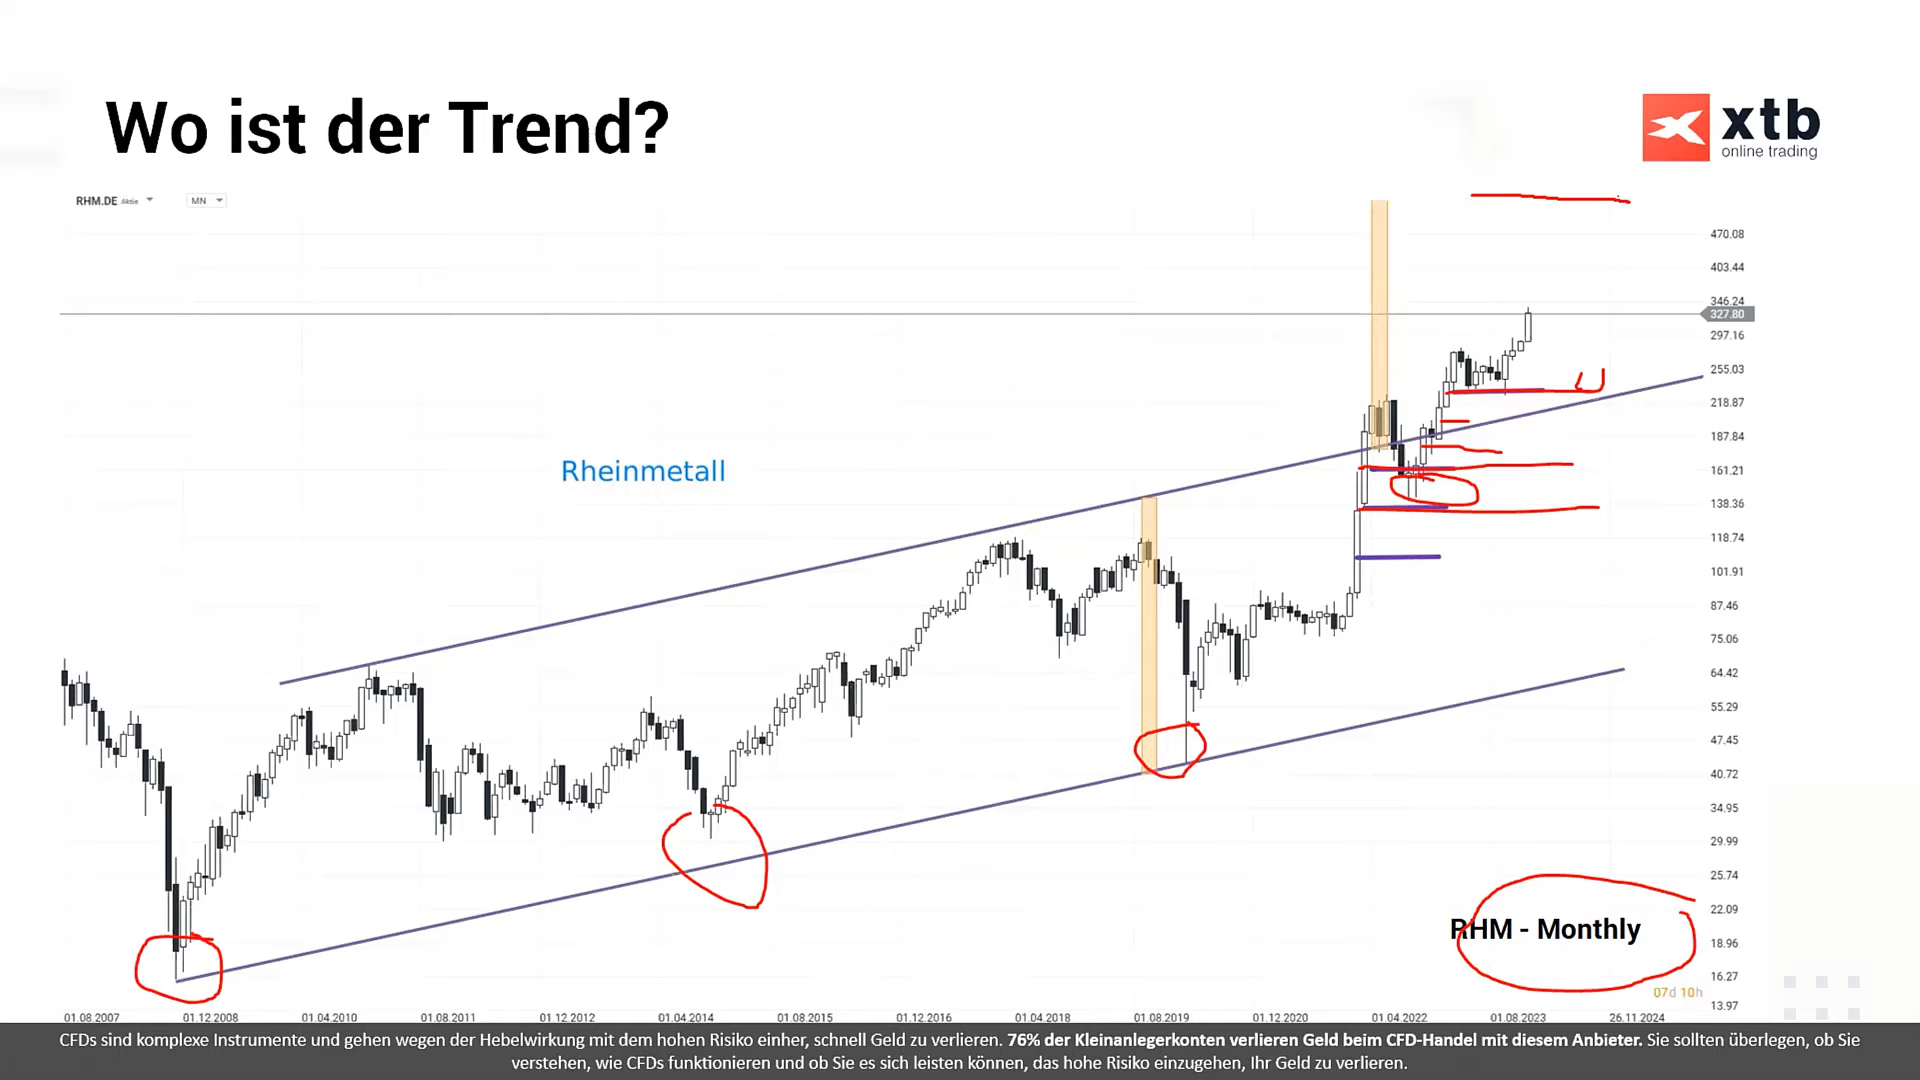 Wo ist der Trend?
xtb
online trading
RHM.DE Aktie
MN
470.08
403.44
346.24
327.80
297.16
255.03
218.87
187.84
161.21
138.36
118.74
101.91
87.46
75.06
64.42
55.29
47.45
40.72
34.95
29.99
25.74
22.09
18.96
16.27
13.97
Rheinmetall
RHM - Monthly
07d 10h
01.08.2007 01.12.2008 01.04.2010 01.08.2011 01.12.2012 01.04.2014 01.08.2015 01.12.2016 01.04.2018 01.08.2019 01.12.2020 01.04.2022 01.08.2023 26.11.2024
CFDs sind komplexe Instrumente und gehen wegen der Hebelwirkung mit dem hohen Risiko einher, schnell Geld zu verlieren. 76% der Kleinanlegerkonten verlieren Geld beim CFD-Handel mit diesem Anbieter. Sie sollten überlegen, ob Sie
verstehen, wie CFDs funktionieren und ob Sie es sich leisten können, das hohe Risiko einzugehen, Ihr Geld zu verlieren.